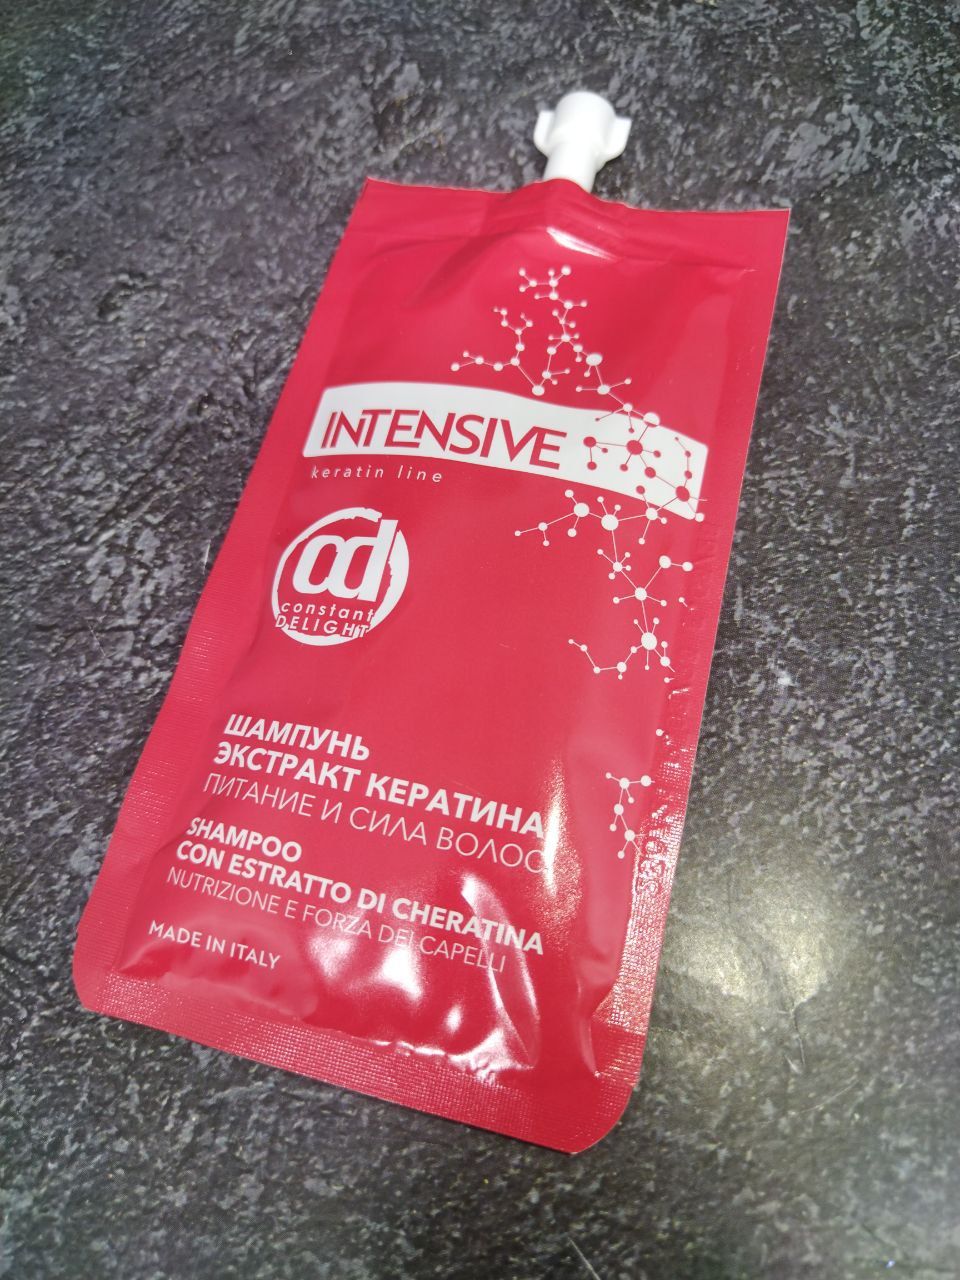 INTENSIVE
keratin line
cd
constant
DELIGHT
ШАМПУНЬ
ЭКСТРАКТ КЕРАТИНА
ПИТАНИЕ И СИЛА ВОЛОС
SHAMPOO
CON ESTRATTO DI CHERATINA
NUTRIZIONE E FORZA DEI CAPELLI
MADE IN ITALY